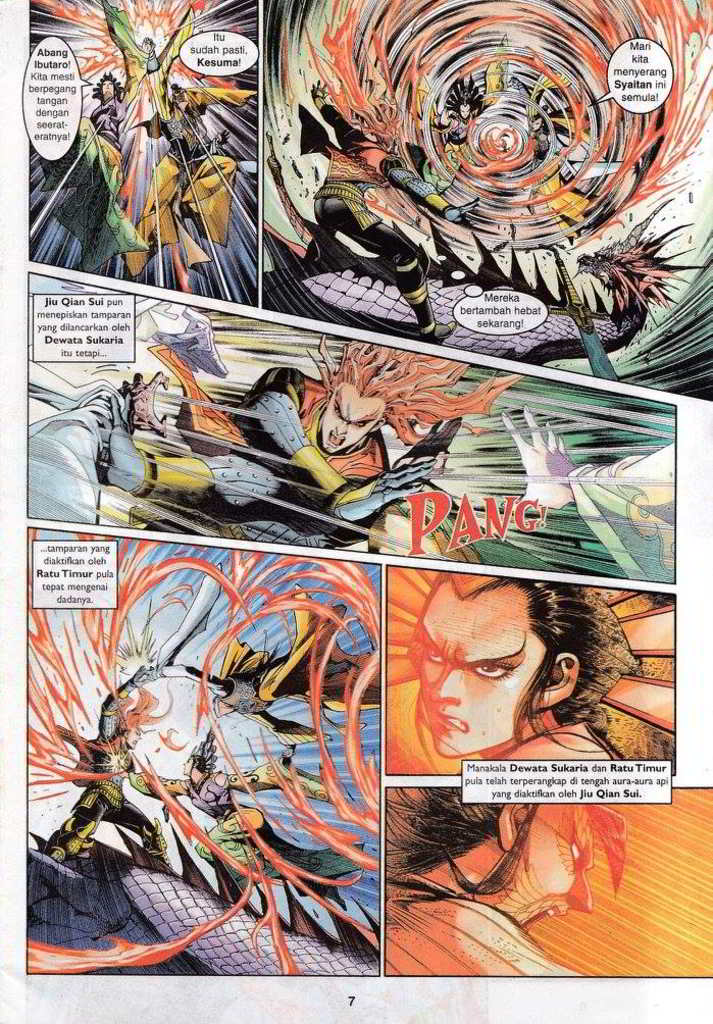 Abang
Ibutaro!
Kita mesti
berpegang
tangan
dengan
seerat-
eratnya!
Itu
sudah pasti,
Kesuma!
Mari
kita
menyerang
Syaitan ini
semula!
Mereka
bertambah hebat
sekarang!
Jiu Qian Sui pun
menepiskan tamparan
yang dilancarkan oleh
Dewata Sukaria
itu tetapi...
PANG!
...tamparan yang
diaktifkan oleh
Ratu Timur pula
tepat mengenai
dadanya.
Manakala Dewata Sukaria dan Ratu Timur
pula telah terperangkap di tengah aura-aura api
yang diaktifkan oleh Jiu Qian Sui.
7